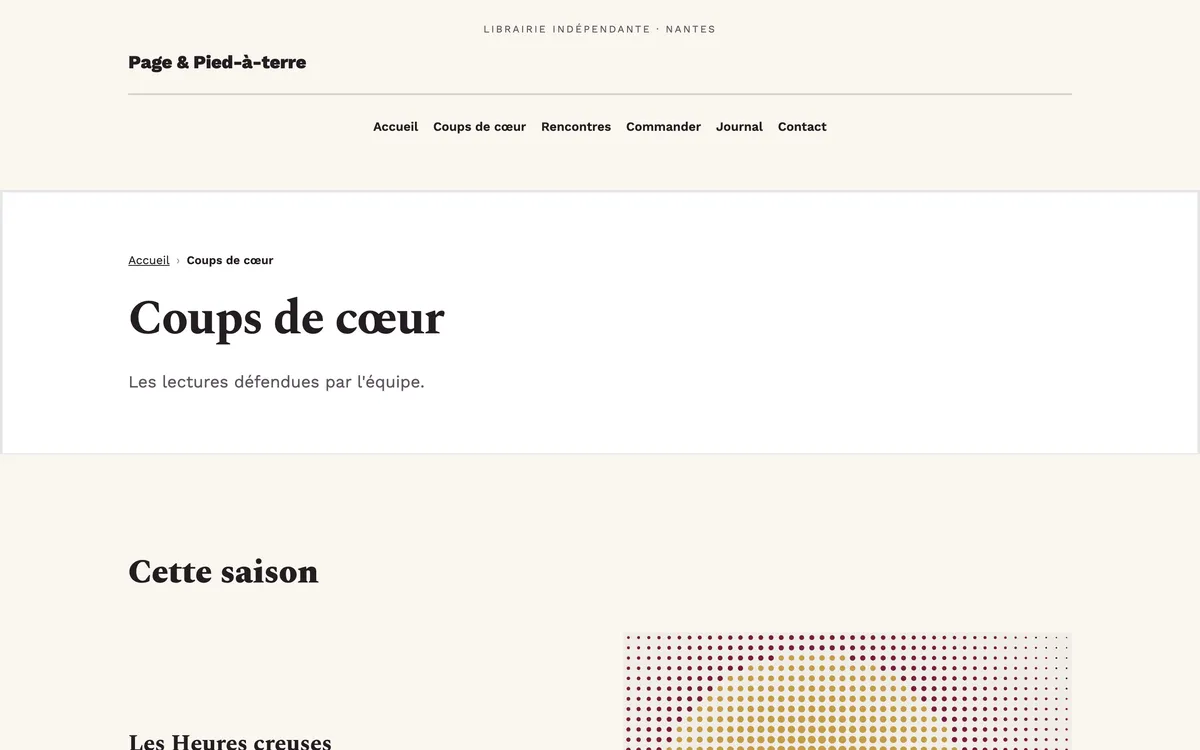 LIBRAIRIE INDÉPENDANTE · NANTES
Page & Pied-à-terre
Accueil Coups de cœur Rencontres Commander Journal Contact
Accueil › Coups de cœur
Coups de cœur
Les lectures défendues par l'équipe.
Cette saison
Les Heures creuses